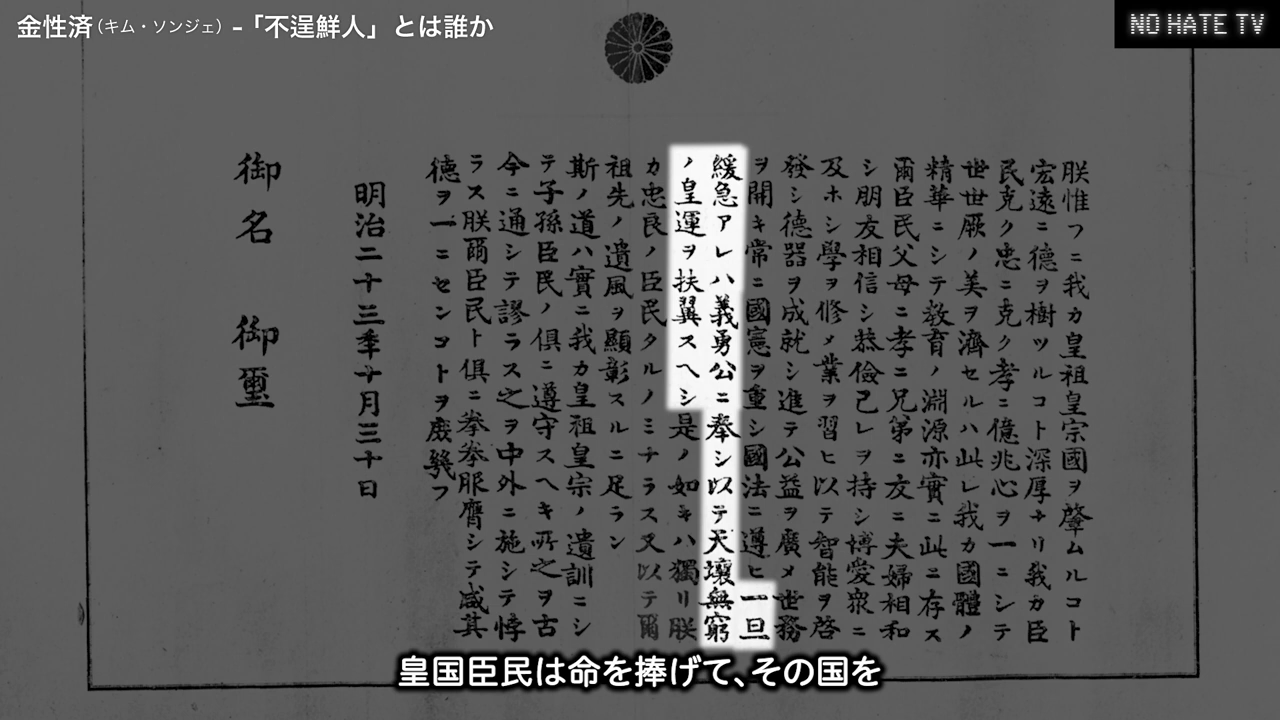 金性済（キム・ソンジェ）-「不逞鮮人」とは誰か
NO HATE TV
朕惟フニ我カ皇祖皇宗國ヲ肇ムルコト
宏遠ニ德ヲ樹ツルコト深厚ナリ我カ臣
民克ク忠ニ克ク孝ニ億兆心ヲ一ニシテ
世世厥ノ美ヲ濟セルハ此レ我カ國體ノ
精華ニシテ敎育ノ淵源亦實ニ此ニ存ス
爾臣民父母ニ孝ニ兄弟ニ友ニ夫婦相和
シ朋友相信シ恭儉己レヲ持シ博愛衆ニ
及ホシ學ヲ修メ業ヲ習ヒ以テ智能ヲ啓
發シ德器ヲ成就シ進テ公益ヲ廣メ世務
ヲ開キ常ニ國憲ヲ重シ國法ニ遵ヒ一旦
緩急アレハ義勇公ニ奉シ以テ天壤無窮
ノ皇運ヲ扶翼スヘシ是ノ如キハ獨リ朕
カ忠良ノ臣民タルノミナラス又以テ爾
祖先ノ遺風ヲ顯彰スルニ足ラン
斯ノ道ハ實ニ我カ皇祖皇宗ノ遺訓ニシ
テ子孫臣民ノ俱ニ遵守スヘキ所之ヲ古
今ニ通シテ謬ラス之ヲ中外ニ施シテ悖
ラス朕爾臣民ト俱ニ拳拳服膺シテ咸其
德ヲ一ニセンコトヲ庶幾フ
明治二十三年十月三十日
御名 御璽
皇国臣民は命を捧げて、その国を